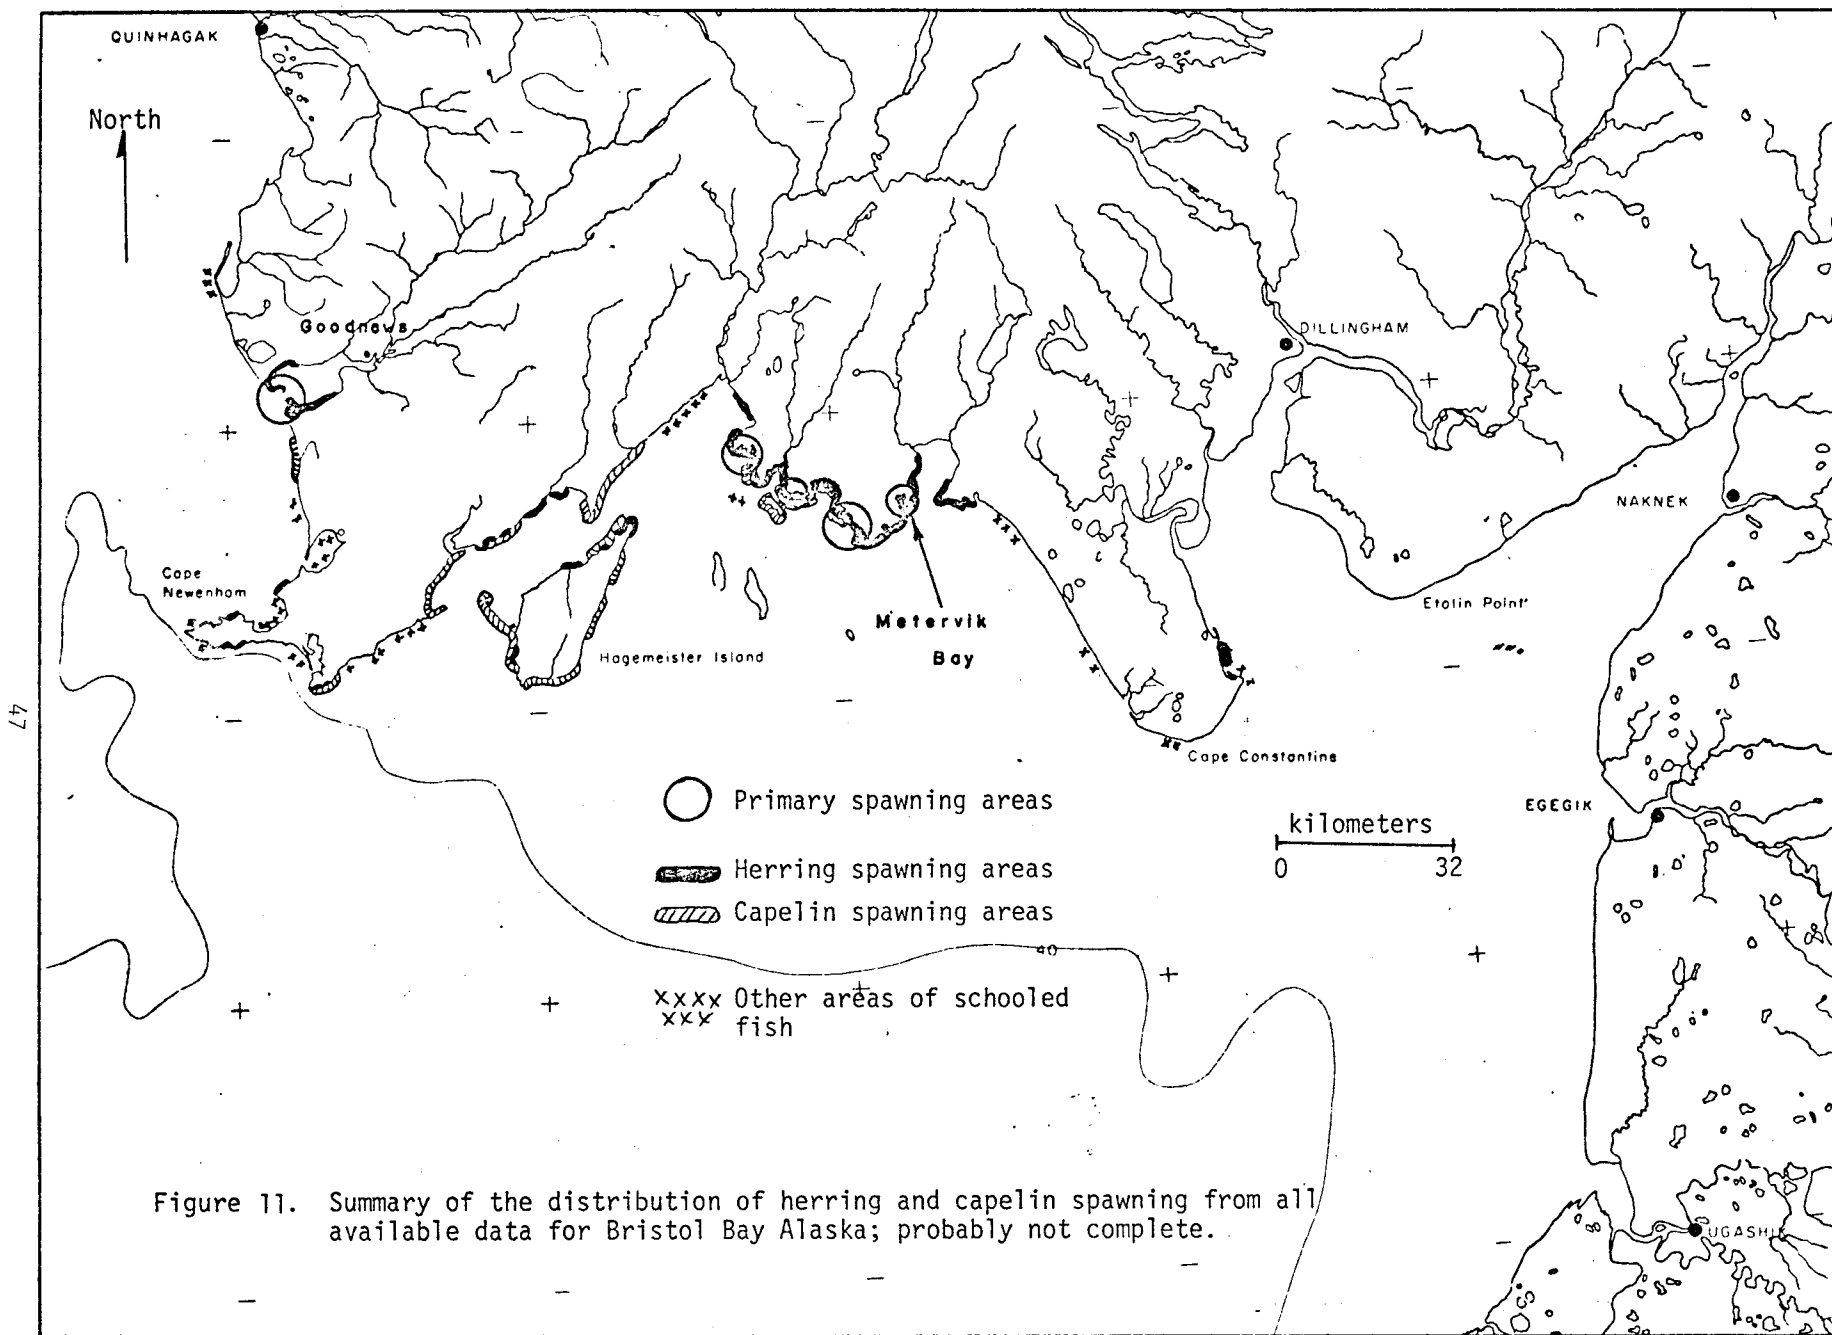 QUINHAGAK
North
Goodnews
DILLINGHAM
NAKNEK
Cape
Newenham
Etolin Point
Metervik
Bay
Hagemeister Island
Cape Constantine
Primary spawning areas
kilometers
0 32
EGEGIK
Herring spawning areas
Capelin spawning areas
40
xxxx Other areas of schooled
xxx fish
47
Figure 11. Summary of the distribution of herring and capelin spawning from all
available data for Bristol Bay Alaska; probably not complete.
UGASHIK